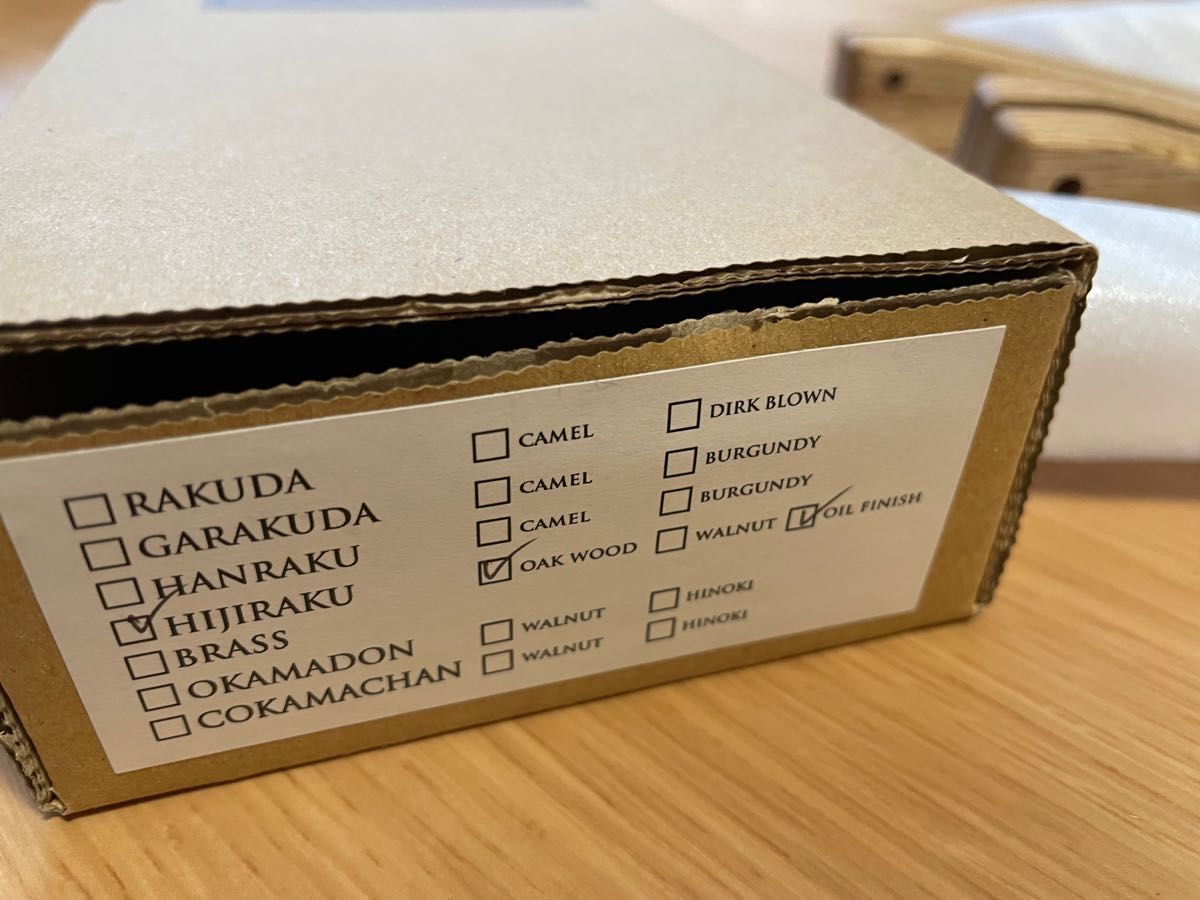 ☐ RAKUDA ☐ CAMEL ☐ DIRK BLOWN
☐ GARAKUDA ☐ CAMEL ☐ BURGUNDY
☐ HANRAKU ☐ CAMEL ☐ BURGUNDY
☑ HIJIRAKU ☑ OAK WOOD ☐ WALNUT ☑ OIL FINISH
☐ BRASS
☐ OKAMADON ☐ WALNUT ☐ HINOKI
☐ COKAMACHAN ☐ WALNUT ☐ HINOKI